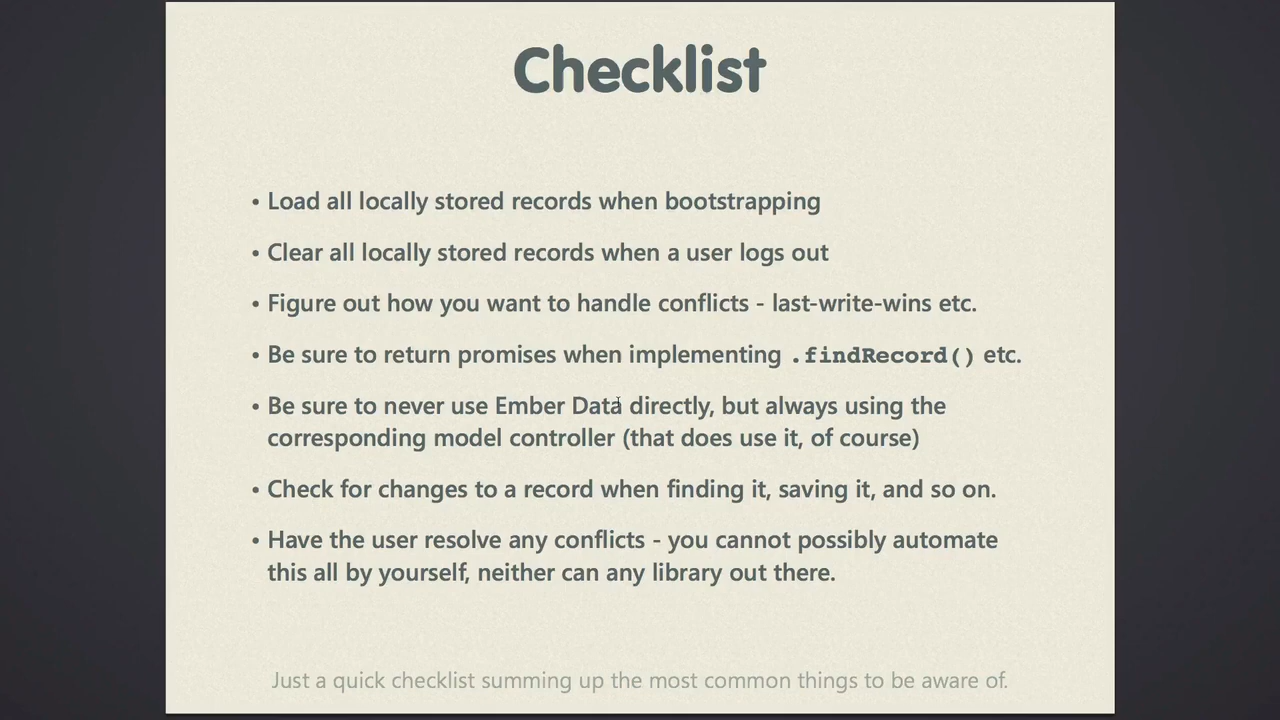 Checklist
• Load all locally stored records when bootstrapping
• Clear all locally stored records when a user logs out
• Figure out how you want to handle conflicts - last-write-wins etc.
• Be sure to return promises when implementing .findRecord() etc.
• Be sure to never use Ember Data directly, but always using the
corresponding model controller (that does use it, of course)
• Check for changes to a record when finding it, saving it, and so on.
• Have the user resolve any conflicts - you cannot possibly automate
this all by yourself, neither can any library out there.
Just a quick checklist summing up the most common things to be aware of.